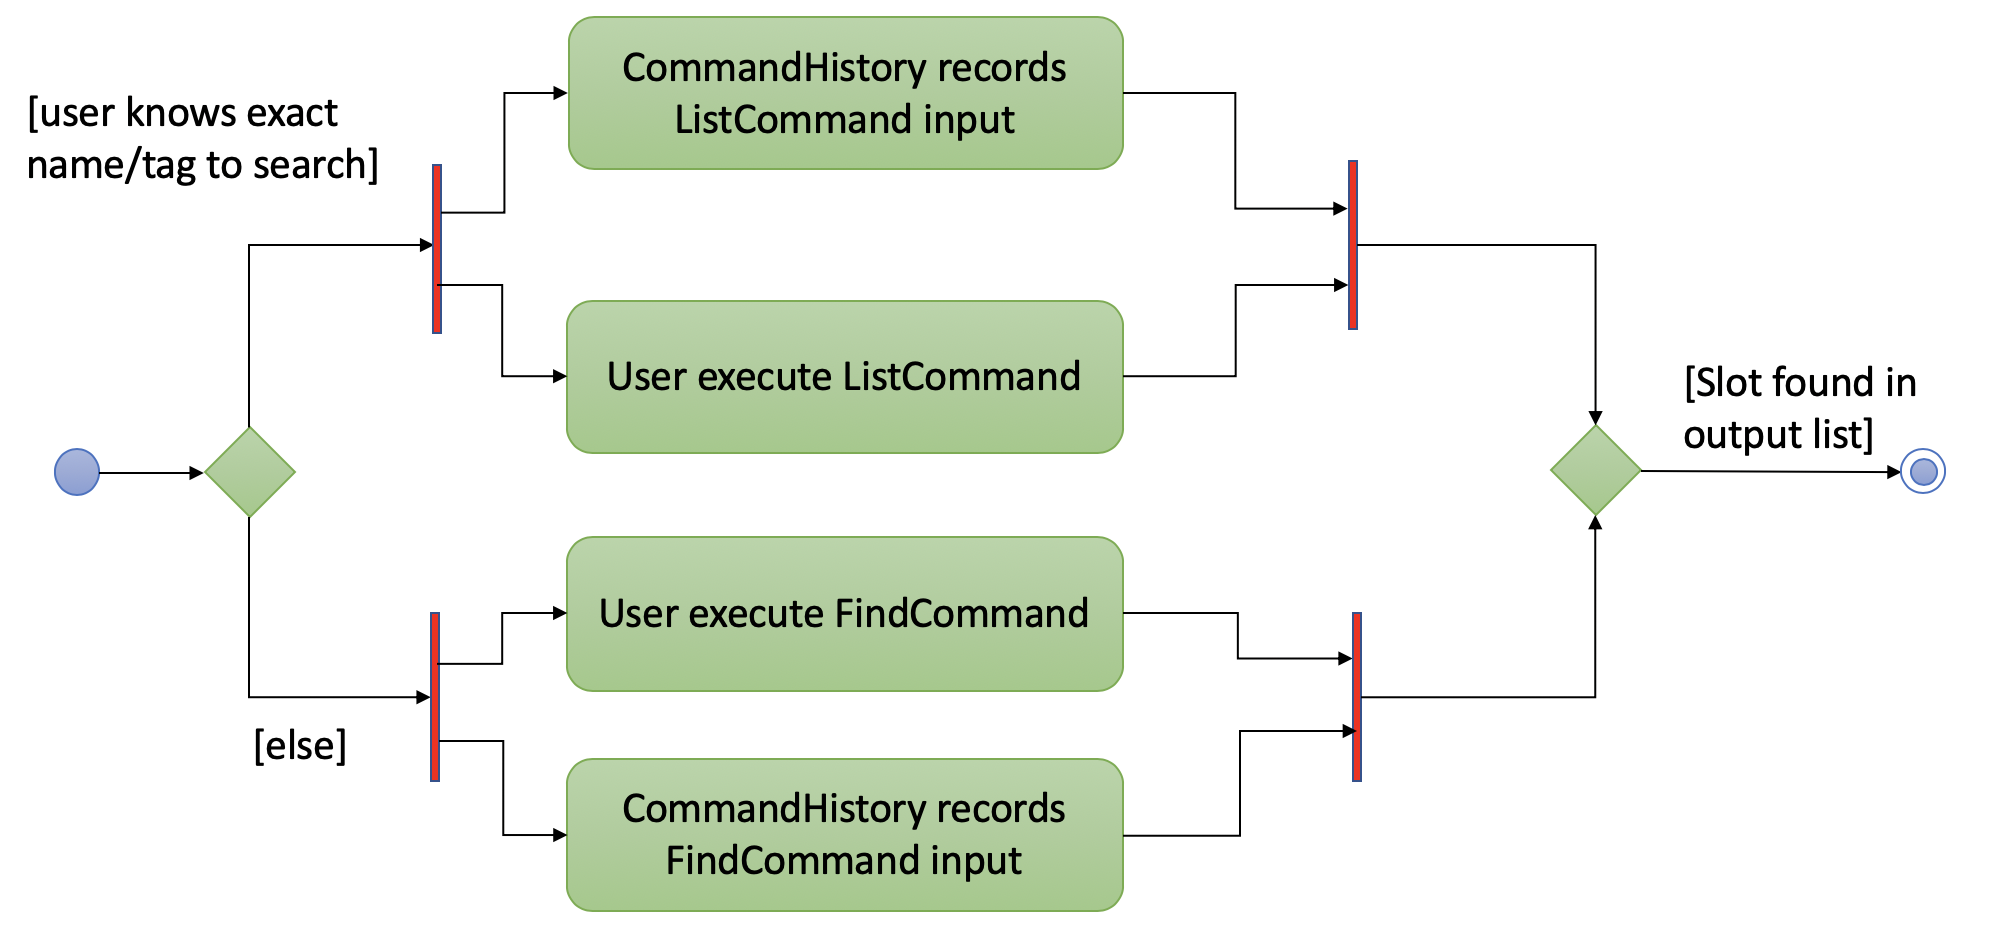 [user knows exact
name/tag to search]
CommandHistory records
ListCommand input
User execute ListCommand
[Slot found in
output list]
User execute FindCommand
[else]
CommandHistory records
FindCommand input